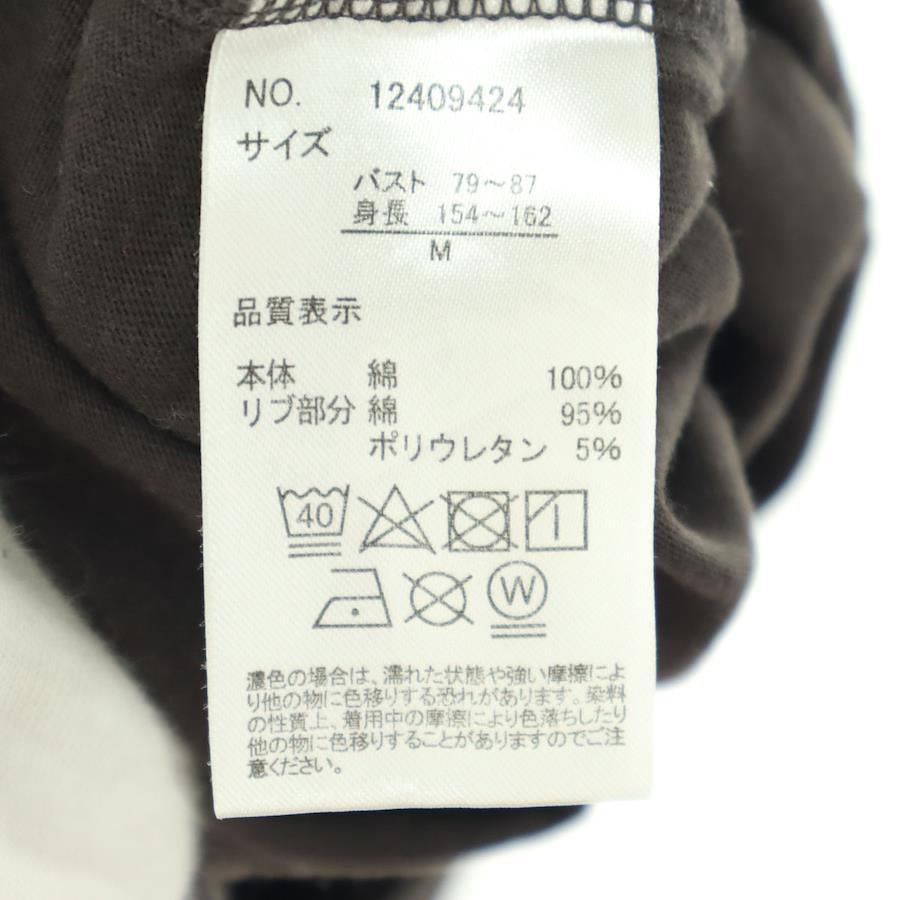 NO. 12409424
サイズ
バスト 79～87
身長 154～162
M
品質表示
本体 綿 100%
リブ部分 綿 95%
ポリウレタン 5%
40
W
濃色の場合は、濡れた状態や強い摩擦によ
り他の物に色移りする恐れがあります。染料
の性質上、着用中の摩擦により色落ちしたり
他の物に色移りすることがありますのでご注
意ください。